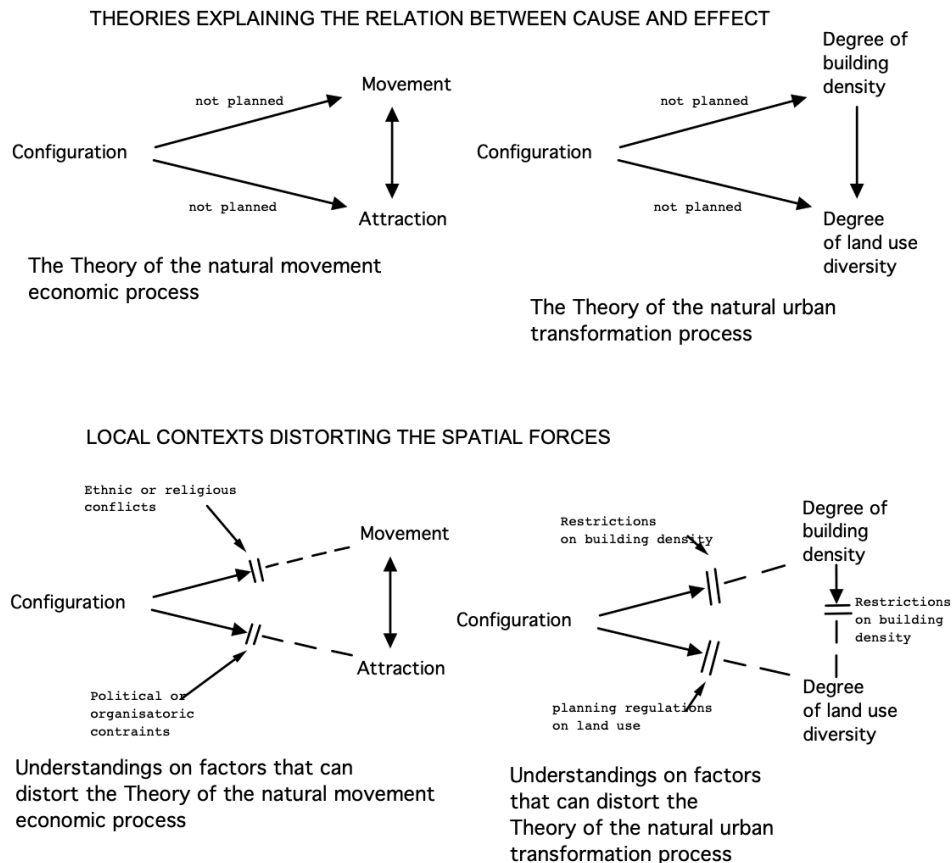 THEORIES EXPLAINING THE RELATION BETWEEN CAUSE AND EFFECT
Configuration
not planned
not planned
Movement
Attraction
The Theory of the natural movement
economic process
Configuration
not planned
not planned
Degree of
building
density
Degree
of land use
diversity
The Theory of the natural urban
transformation process
LOCAL CONTEXTS DISTORTING THE SPATIAL FORCES
Ethnic or religious
conflicts
Configuration
Movement
Attraction
Political or
organisatoric
contraints
Understandings on factors that can
distort the Theory of the natural movement
economic process
Restrictions
on building density
Configuration
Degree of
building
density
Restrictions
on building
density
planning regulations
on land use
Degree
of land use
diversity
Understandings on factors
that can distort the
Theory of the natural urban
transformation process